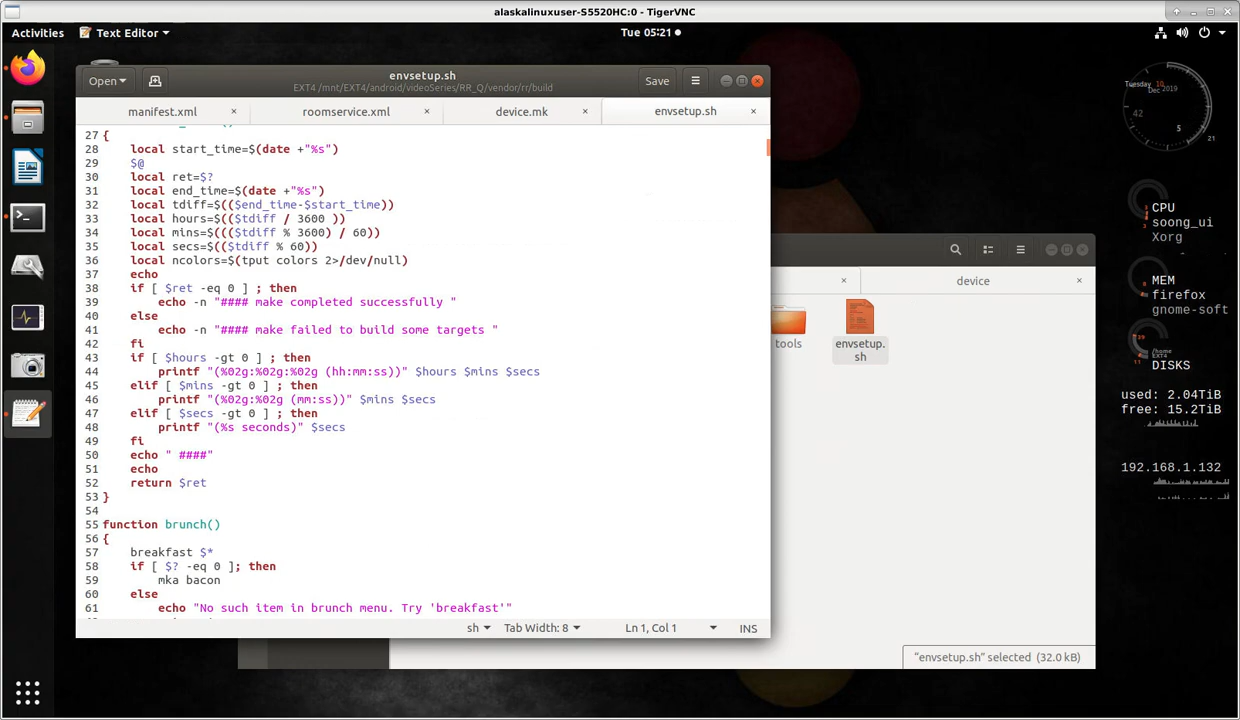 alaskalinuxuser-S5520HC:0 - TigerVNC
Activities
Text Editor
Tue 05:21
Open
envsetup.sh
EXT4 /mnt/EXT4/android/videoSeries/RR_Q/vendor/rr/build
Save
manifest.xml
roomservice.xml
device.mk
envsetup.sh
27 {
28     local start_time=$(date +"%s")
29     $@
30     local ret=$?
31     local end_time=$(date +"%s")
32     local tdiff=$(($end_time-$start_time))
33     local hours=$(($tdiff / 3600 ))
34     local mins=$((($tdiff % 3600) / 60))
35     local secs=$(($tdiff % 60))
36     local ncolors=$(tput colors 2>/dev/null)
37     echo
38     if [ $ret -eq 0 ] ; then
39         echo -n "#### make completed successfully "
40     else
41         echo -n "#### make failed to build some targets "
42     fi
43     if [ $hours -gt 0 ] ; then
44         printf "(%02g:%02g:%02g (hh:mm:ss))" $hours $mins $secs
45     elif [ $mins -gt 0 ] ; then
46         printf "(%02g:%02g (mm:ss))" $mins $secs
47     elif [ $secs -gt 0 ] ; then
48         printf "(%s seconds)" $secs
49     fi
50     echo " ####"
51     echo
52     return $ret
53 }
54
55 function brunch()
56 {
57     breakfast $*
58     if [ $? -eq 0 ]; then
59         mka bacon
60     else
61         echo "No such item in brunch menu. Try 'breakfast'"
sh
Tab Width: 8
Ln 1, Col 1
INS
device
tools
envsetup.
sh
"envsetup.sh" selected (32.0 kB)
Tuesday 10
Dec 2019
42
5
21
CPU
soong_ui
Xorg
MEM
firefox
gnome-soft
/home
EXT4
DISKS
used: 2.04TiB
free: 15.2TiB
192.168.1.132